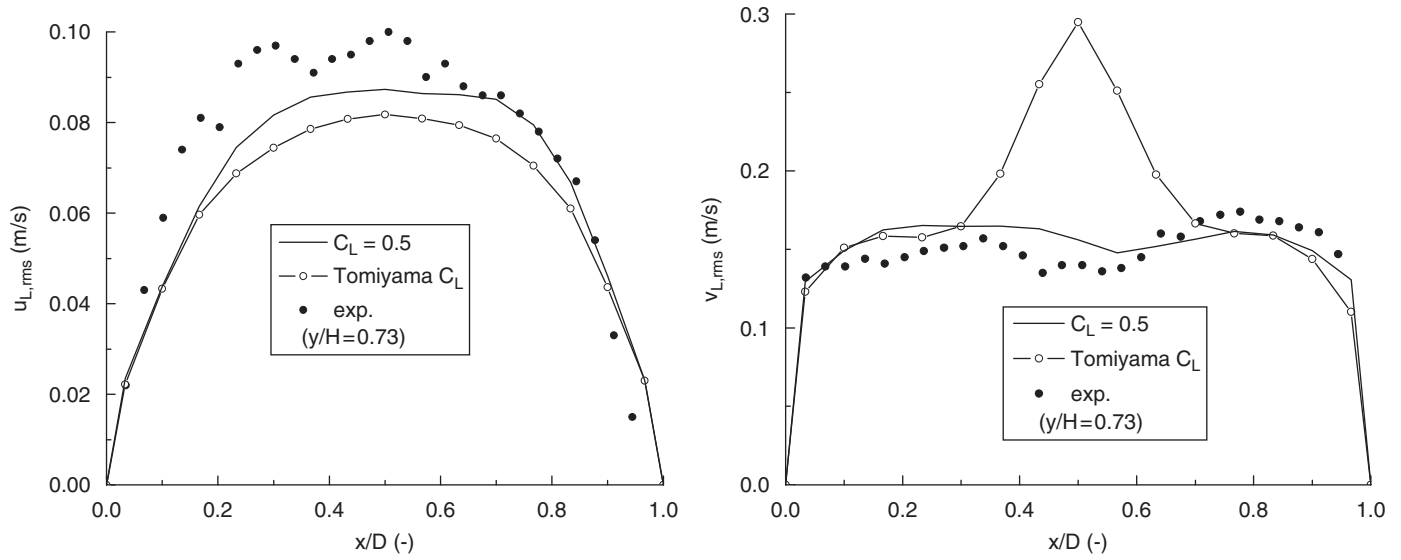 0.10
0.08
0.06
0.04
0.02
0.00
u_L,rms (m/s)
C_L = 0.5
Tomiyama C_L
exp.
(y/H=0.73)
0.0 0.2 0.4 0.6 0.8 1.0
x/D (-)
0.3
0.2
0.1
0.0
v_L,rms (m/s)
C_L = 0.5
Tomiyama C_L
exp.
(y/H=0.73)
0.0 0.2 0.4 0.6 0.8 1.0
x/D (-)